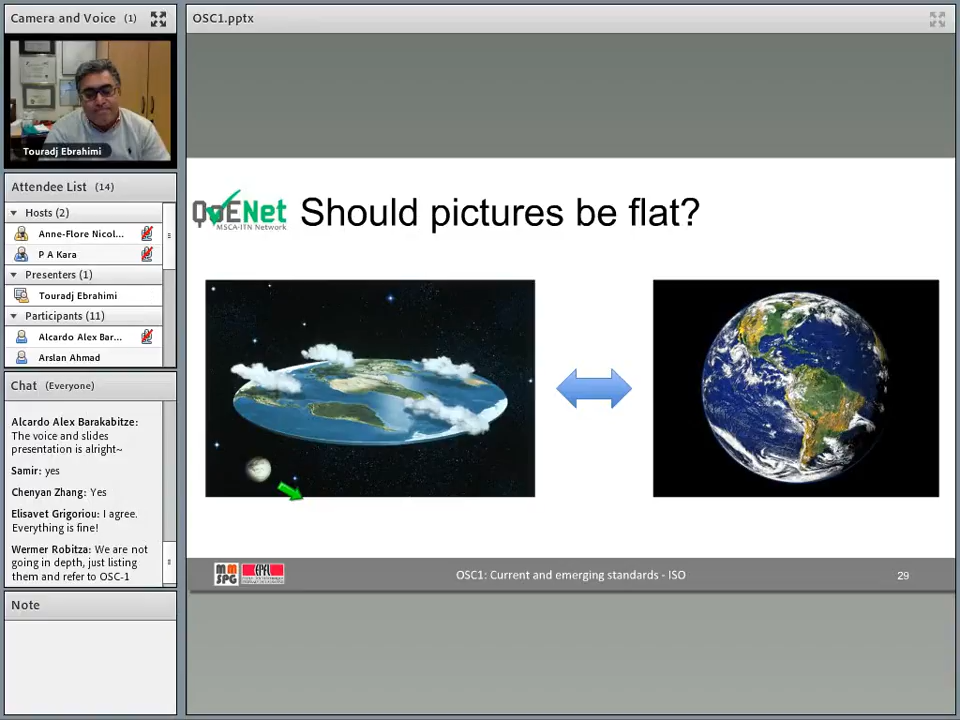 Camera and Voice (1)
Touradj Ebrahimi
Attendee List (14)
Hosts (2)
Anne-Flore Nicol...
P A Kara
Presenters (1)
Touradj Ebrahimi
Participants (11)
Alcardo Alex Bar...
Arslan Ahmad
Chat (Everyone)
Alcardo Alex Barakabitze:
The voice and slides
presentation is alright~
Samir: yes
Chenyan Zhang: Yes
Elisavet Grigoriou: I agree.
Everything is fine!
Wermer Robitza: We are not
going in depth, just listing
them and refer to OSC-1
Note
OSC1.pptx
QoENet
MSCA-ITN Network
Should pictures be flat?
MM
SPG
EPFL
OSC1: Current and emerging standards - ISO
29